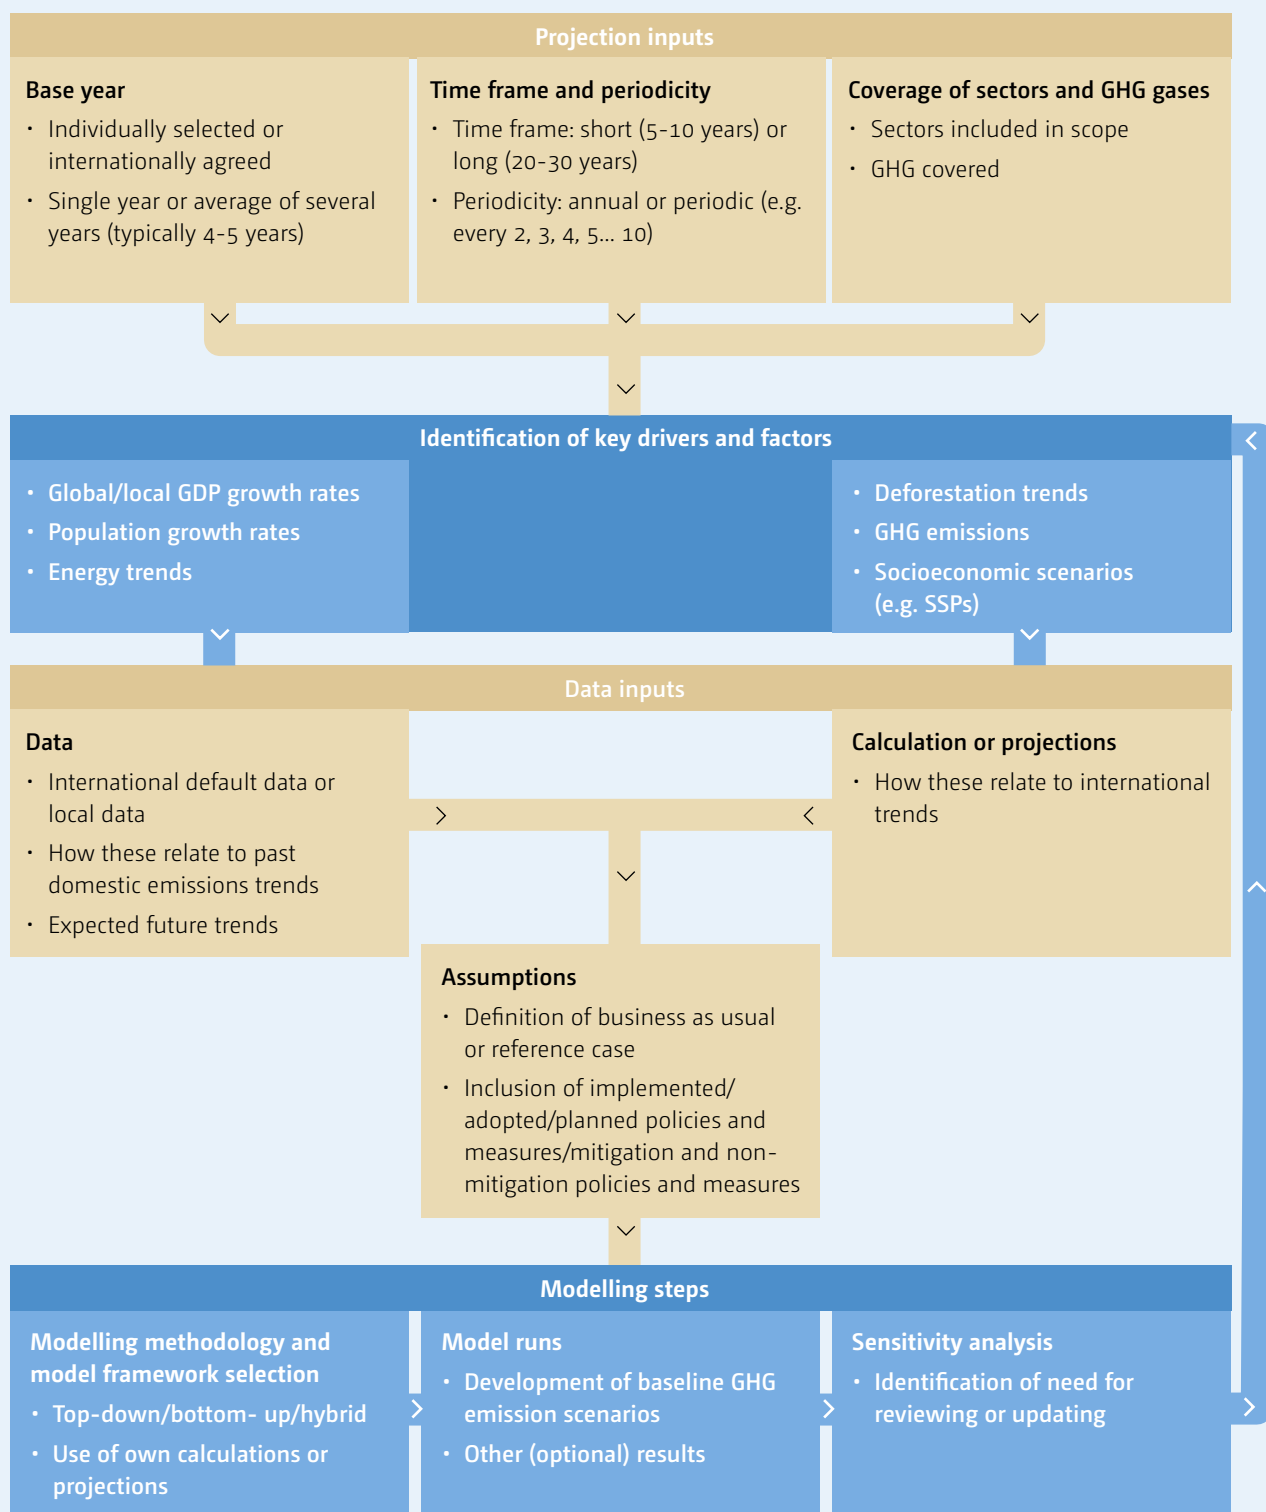 Projection inputs
Base year
• Individually selected or
internationally agreed
• Single year or average of several
years (typically 4-5 years)
Time frame and periodicity
• Time frame: short (5-10 years) or
long (20-30 years)
• Periodicity: annual or periodic (e.g.
every 2, 3, 4, 5... 10)
Coverage of sectors and GHG gases
• Sectors included in scope
• GHG covered
Identification of key drivers and factors
• Global/local GDP growth rates
• Population growth rates
• Energy trends
• Deforestation trends
• GHG emissions
• Socioeconomic scenarios
(e.g. SSPs)
Data inputs
Data
• International default data or
local data
• How these relate to past
domestic emissions trends
• Expected future trends
Calculation or projections
• How these relate to international
trends
Assumptions
• Definition of business as usual
or reference case
• Inclusion of implemented/
adopted/planned policies and
measures/mitigation and non-
mitigation policies and measures
Modelling steps
Modelling methodology and
model framework selection
• Top-down/bottom- up/hybrid
• Use of own calculations or
projections
Model runs
• Development of baseline GHG
emission scenarios
• Other (optional) results
Sensitivity analysis
• Identification of need for
reviewing or updating